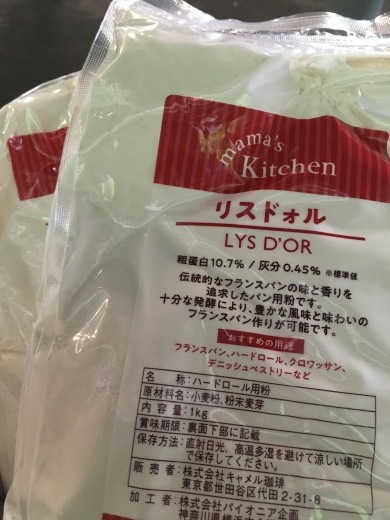 mama's
Kitchen
リスドォル
LYS D'OR
粗蛋白10.7% / 灰分0.45% ※標準値
伝統的なフランスパンの味と香りを
追求したパン用粉です。
十分な発酵により、豊かな風味と味わいの
フランスパン作りが可能です。
おすすめの用途
フランスパン、ハードロール、クロワッサン、
デニッシュペストリーなど
名 称:ハードロール用粉
原材料名:小麦粉、粉末麦芽
内 容 量:1kg
賞味期限:裏面下部に記載
保存方法:直射日光、高温多湿を避けて涼しい場所
で保存してください。
販 売 者:株式会社キャメル珈琲
東京都世田谷区代田2-31-8
加 工 者:株式会社パイオニア企画